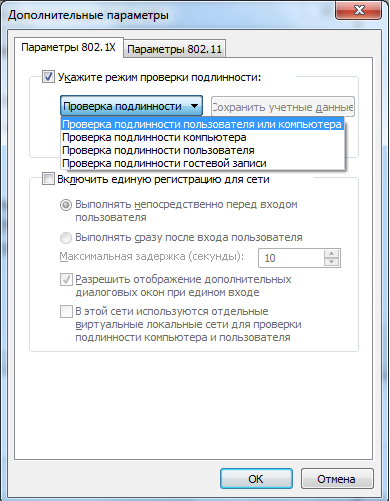 Дополнительные параметры
Параметры 802.1X
Параметры 802.11
Укажите режим проверки подлинности:
Проверка подлинности
Сохранить учетные данные
Проверка подлинности пользователя или компьютера
Проверка подлинности компьютера
Проверка подлинности пользователя
Проверка подлинности гостевой записи
Включить единую регистрацию для сети
Выполнять непосредственно перед входом
пользователя
Выполнять сразу после входа пользователя
Максимальная задержка (секунды):
10
Разрешить отображение дополнительных
диалоговых окон при едином входе
В этой сети используются отдельные
виртуальные локальные сети для проверки
подлинности компьютера и пользователя
ОК
Отмена